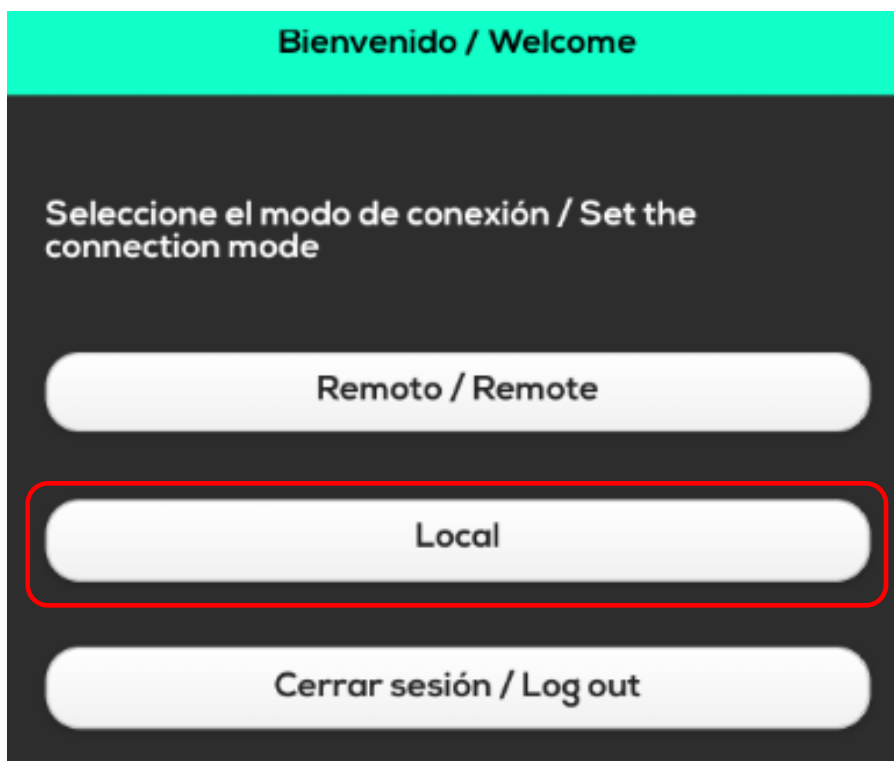 Bienvenido / Welcome
Seleccione el modo de conexión / Set the
connection mode
Remoto / Remote
Local
Cerrar sesión / Log out